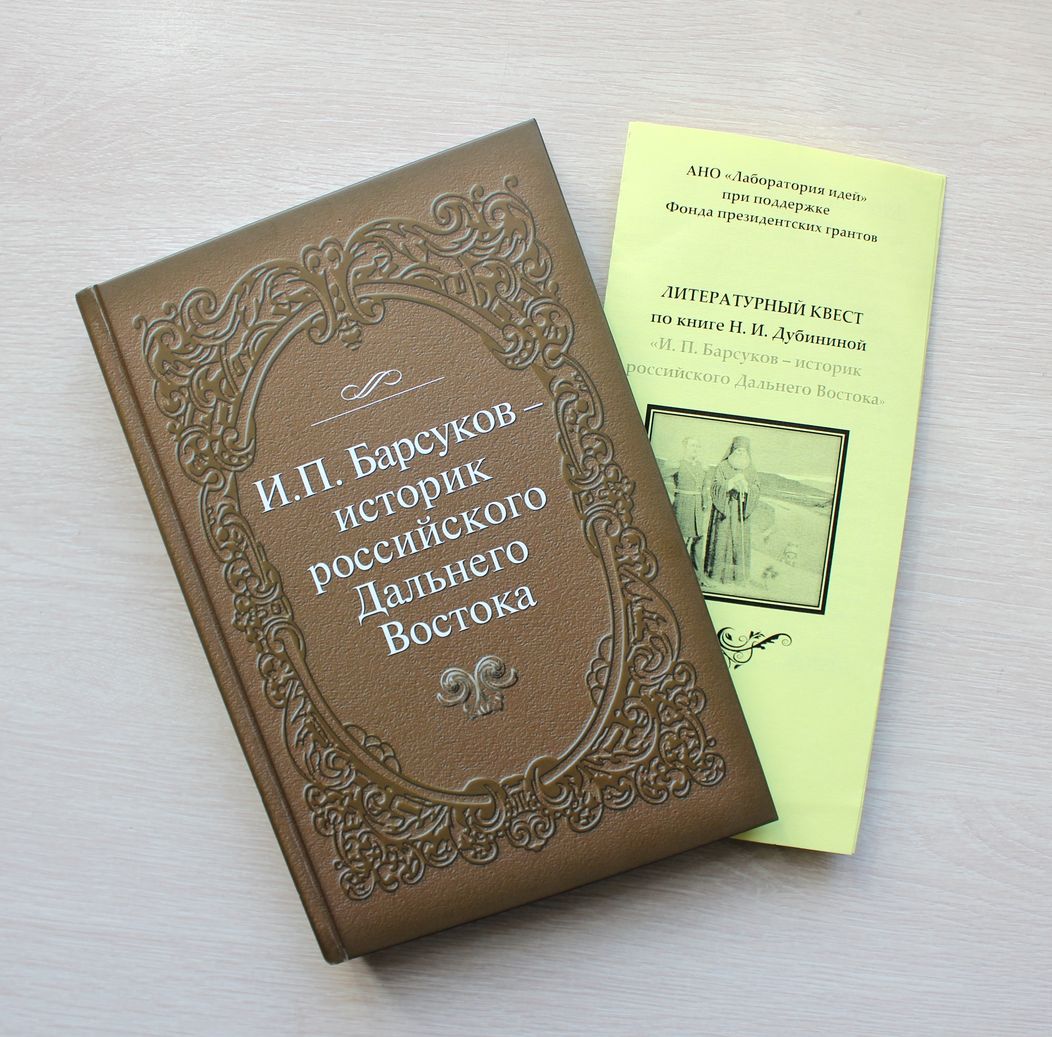 И.П. Барсуков –
историк
российского
Дальнего
Востока
АНО «Лаборатория идей»
при поддержке
Фонда президентских грантов
ЛИТЕРАТУРНЫЙ КВЕСТ
по книге Н. И. Дубининой
«И. П. Барсуков – историк
российского Дальнего Востока»